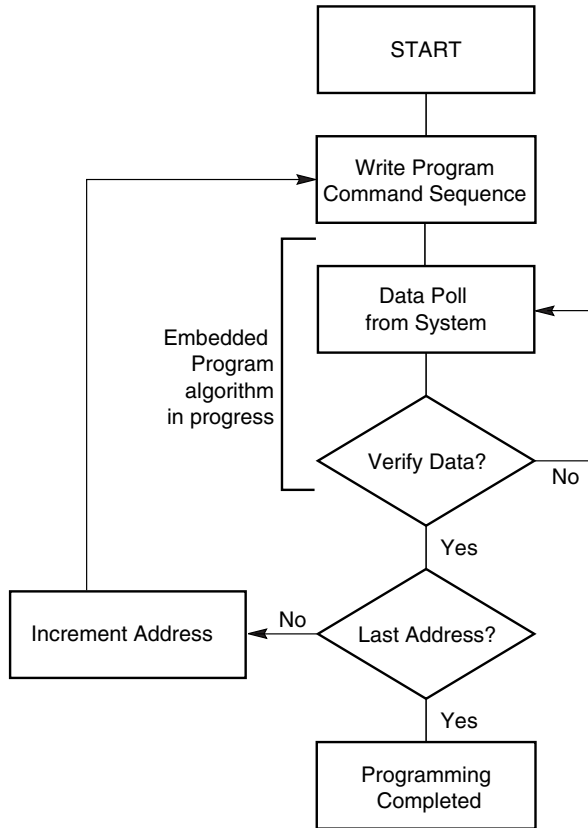 START
Write Program
Command Sequence
Data Poll
from System
Embedded
Program
algorithm
in progress
Verify Data?
No
Yes
Last Address?
No
Increment Address
Yes
Programming
Completed